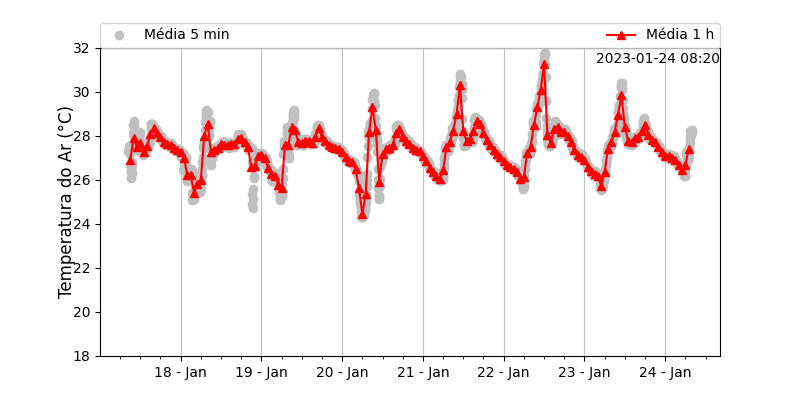 Média 5 min
Média 1 h
2023-01-24 08:20
Temperatura do Ar (°C)
32
30
28
26
24
22
20
18
18 - Jan
19 - Jan
20 - Jan
21 - Jan
22 - Jan
23 - Jan
24 - Jan